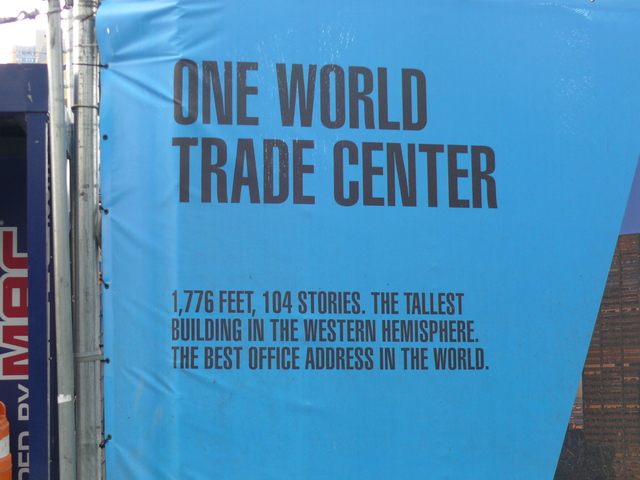 ONE WORLD
TRADE CENTER
1,776 FEET, 104 STORIES. THE TALLEST
BUILDING IN THE WESTERN HEMISPHERE.
THE BEST OFFICE ADDRESS IN THE WORLD.
BY